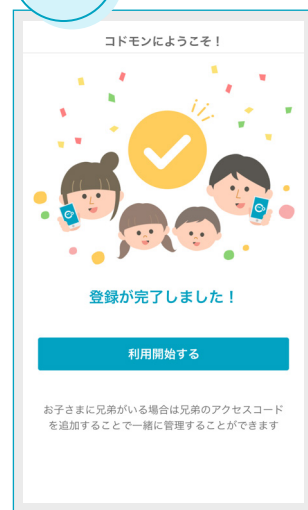 コドモンにようこそ！
登録が完了しました！
利用開始する
お子さまに兄弟がいる場合は兄弟のアクセスコード
を追加することで一緒に管理することができます